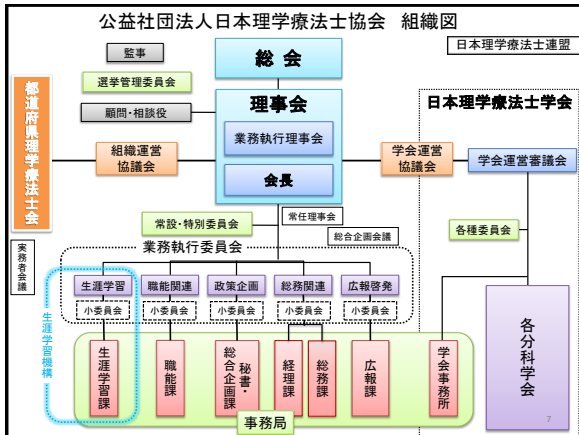 公益社団法人日本理学療法士協会 組織図
日本理学療法士連盟
監事
選挙管理委員会
顧問・相談役
総 会
理事会
業務執行理事会
会長
都道府県理学療法士会
組織運営
協議会
学会運営
協議会
日本理学療法士学会
学会運営審議会
常設・特別委員会
常任理事会
総合企画会議
各種委員会
実務者会議
業務執行委員会
生涯学習
職能関連
政策企画
総務関連
広報啓発
小委員会
小委員会
小委員会
小委員会
小委員会
生涯学習機構
生涯学習課
職能課
秘書・
総合企画課
経理課
総務課
広報課
学会事務所
各分科学会
事務局
7